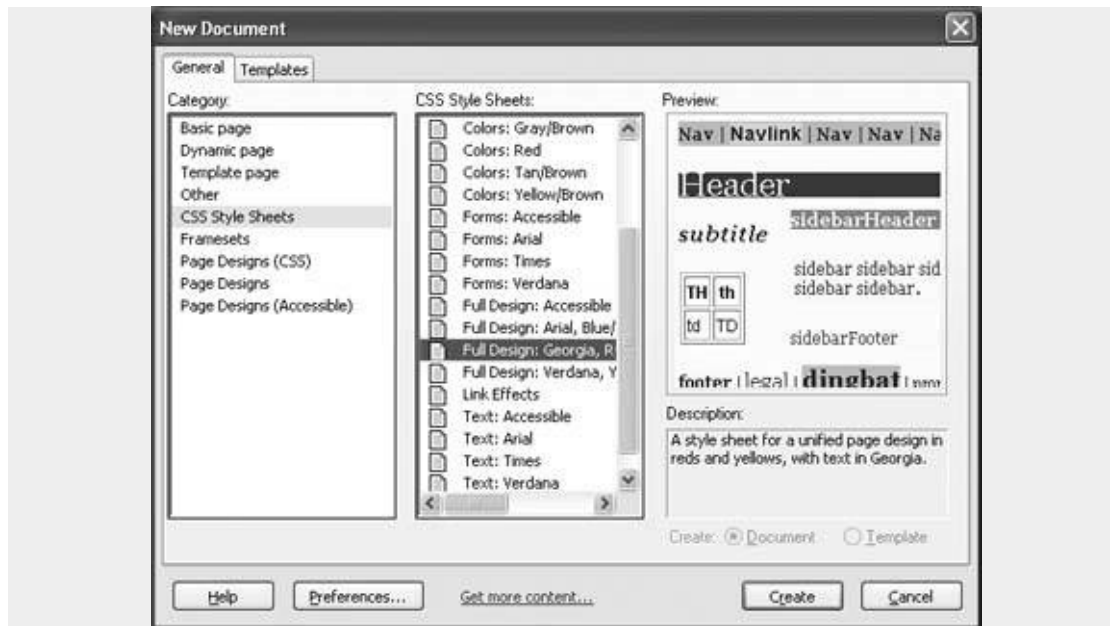 New Document
General
Templates
Category:
Basic page
Dynamic page
Template page
Other
CSS Style Sheets
Framesets
Page Designs (CSS)
Page Designs
Page Designs (Accessible)
CSS Style Sheets:
Colors: Gray/Brown
Colors: Red
Colors: Tan/Brown
Colors: Yellow/Brown
Forms: Accessible
Forms: Arial
Forms: Times
Forms: Verdana
Full Design: Accessible
Full Design: Arial, Blue/
Full Design: Georgia, R
Full Design: Verdana, Y
Link Effects
Text: Accessible
Text: Arial
Text: Times
Text: Verdana
Preview:
Nav | Navlink | Nav | Nav | Na
Header
subtitle
sidebarHeader
sidebar sidebar sid
sidebar sidebar.
TH th
td TD
sidebarFooter
footer | legal | dingbat |
Description:
A style sheet for a unified page design in
reds and yellows, with text in Georgia.
Create: Document Template
Help
Preferences...
Get more content...
Create
Cancel